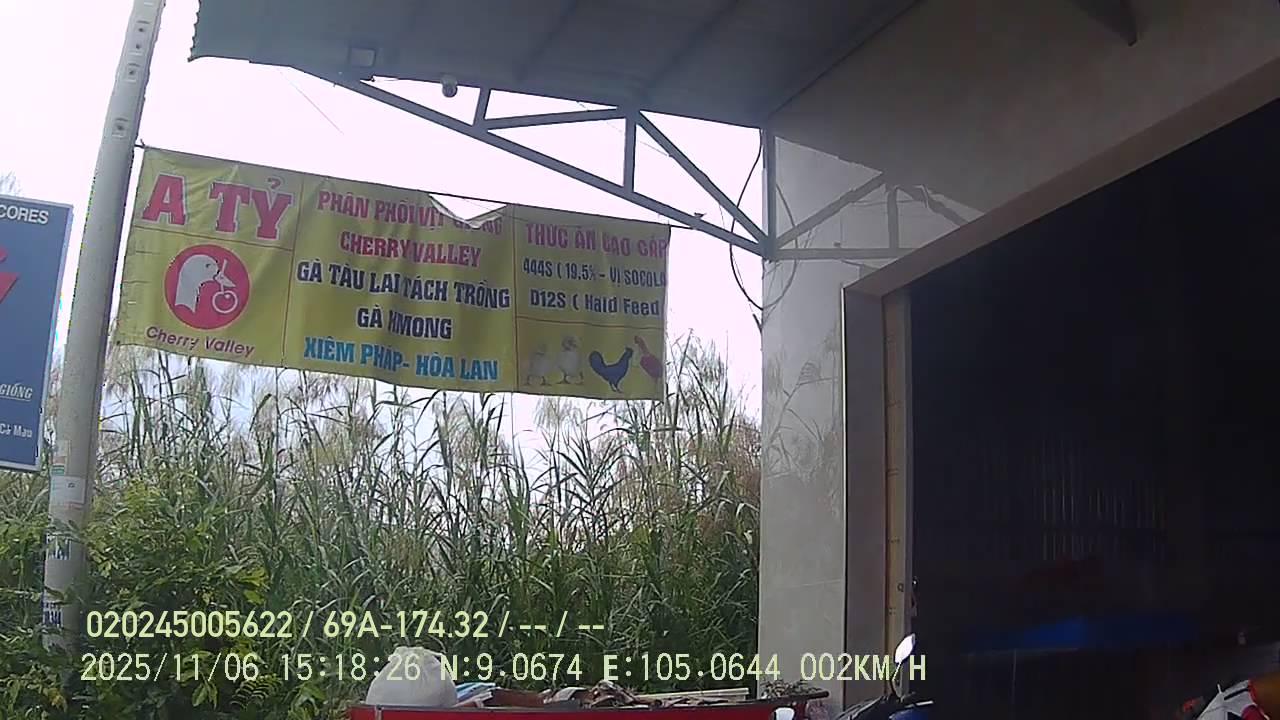 CORES
GIỐNG
Cà Mau
A TỶ
Cherry Valley
PHÂN PHỐI VỊT
CHERRY VALLEY
GÀ TÀU LAI TÁCH TRỐNG
GÀ HMONG
XIÊM PHÁP- HÒA LAN
THỨC ĂN CAO CẤP
444S ( 19,5% - VỊ SOCOLA
D12S ( Haid Feed
020245005622 / 69A-174.32 / -- / --
2025/11/06 15:18:26 N:9.0674 E:105.0644 002KM/H